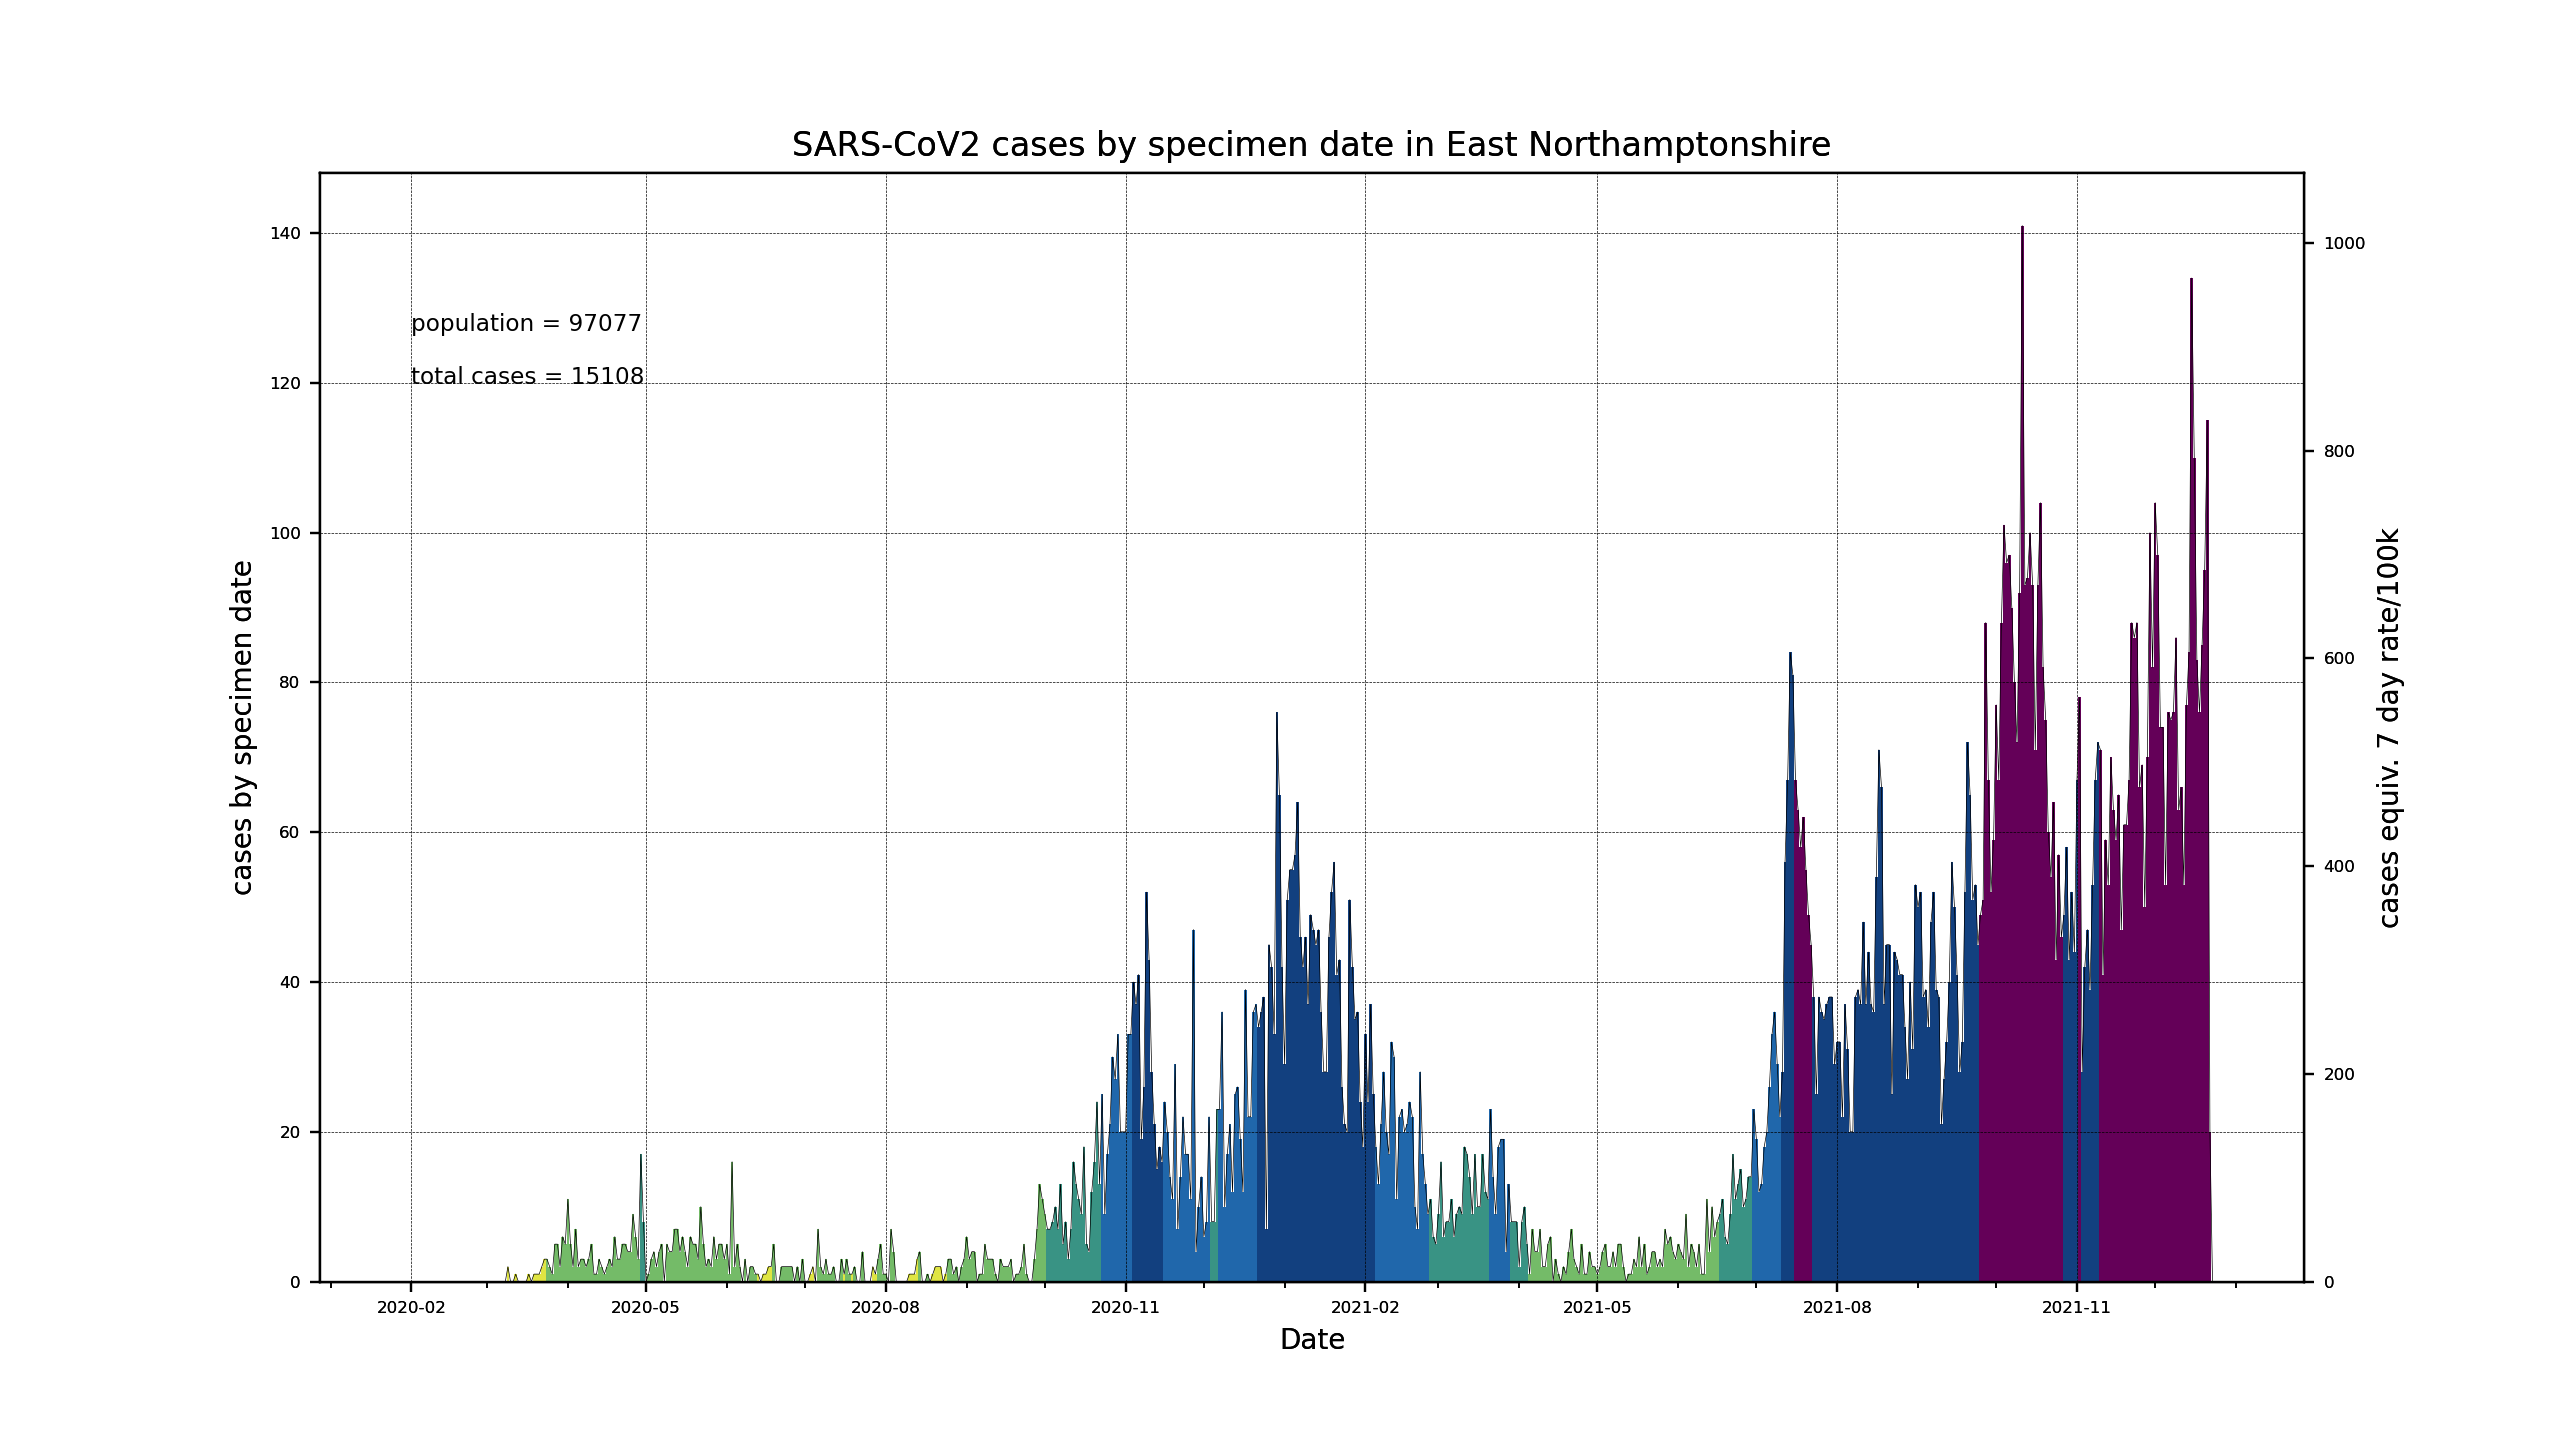 SARS-CoV2 cases by specimen date in East Northamptonshire
population = 97077
total cases = 15108
cases by specimen date
140
120
100
80
60
40
20
0
1000
800
600
400
200
0
cases equiv. 7 day rate/100k
2020-02 2020-05 2020-08 2020-11 2021-02 2021-05 2021-08 2021-11
Date